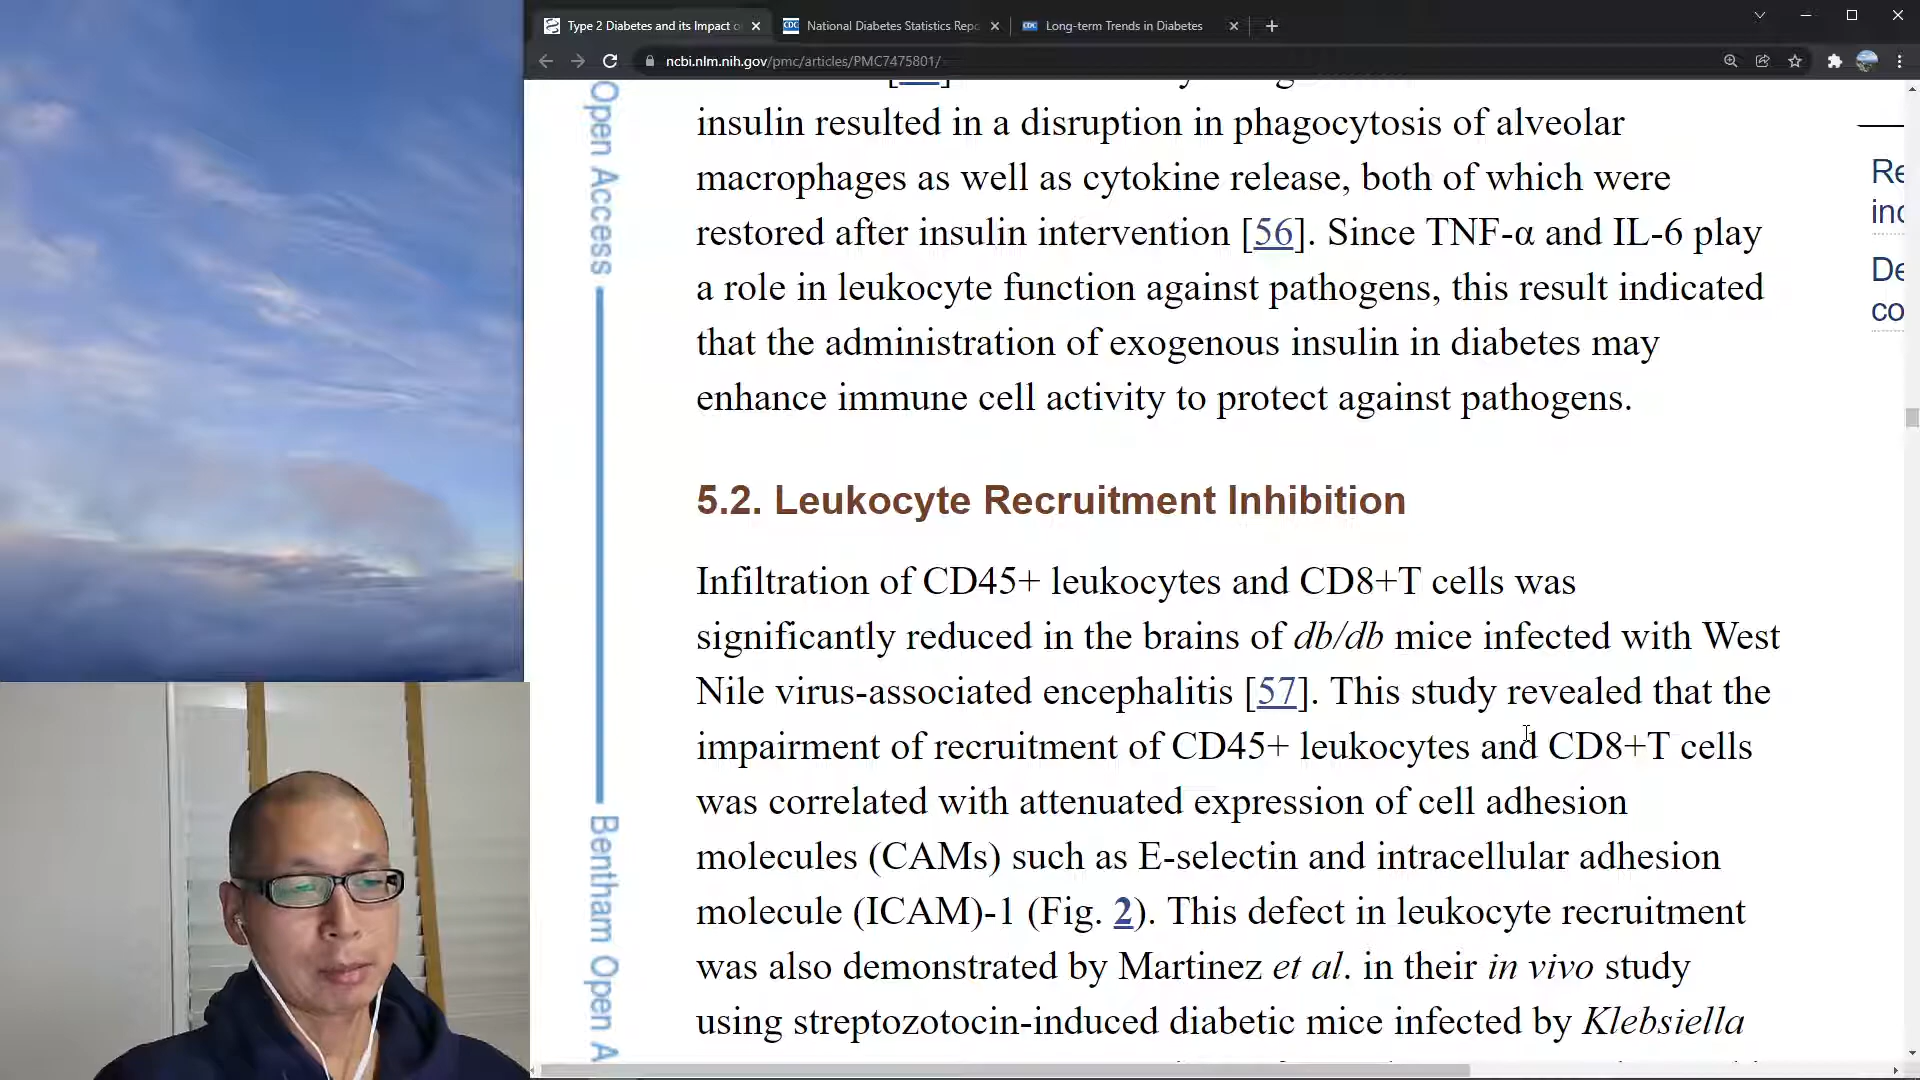 Type 2 Diabetes and its Impact o
National Diabetes Statistics Repo
Long-term Trends in Diabetes
ncbi.nlm.nih.gov/pmc/articles/PMC7475801/
Open Access
Bentham Open A
insulin resulted in a disruption in phagocytosis of alveolar
macrophages as well as cytokine release, both of which were
restored after insulin intervention [56]. Since TNF-α and IL-6 play
a role in leukocyte function against pathogens, this result indicated
that the administration of exogenous insulin in diabetes may
enhance immune cell activity to protect against pathogens.
5.2. Leukocyte Recruitment Inhibition
Infiltration of CD45+ leukocytes and CD8+T cells was
significantly reduced in the brains of db/db mice infected with West
Nile virus-associated encephalitis [57]. This study revealed that the
impairment of recruitment of CD45+ leukocytes and CD8+T cells
was correlated with attenuated expression of cell adhesion
molecules (CAMs) such as E-selectin and intracellular adhesion
molecule (ICAM)-1 (Fig. 2). This defect in leukocyte recruitment
was also demonstrated by Martinez et al. in their in vivo study
using streptozotocin-induced diabetic mice infected by Klebsiella
Re
inc
De
co